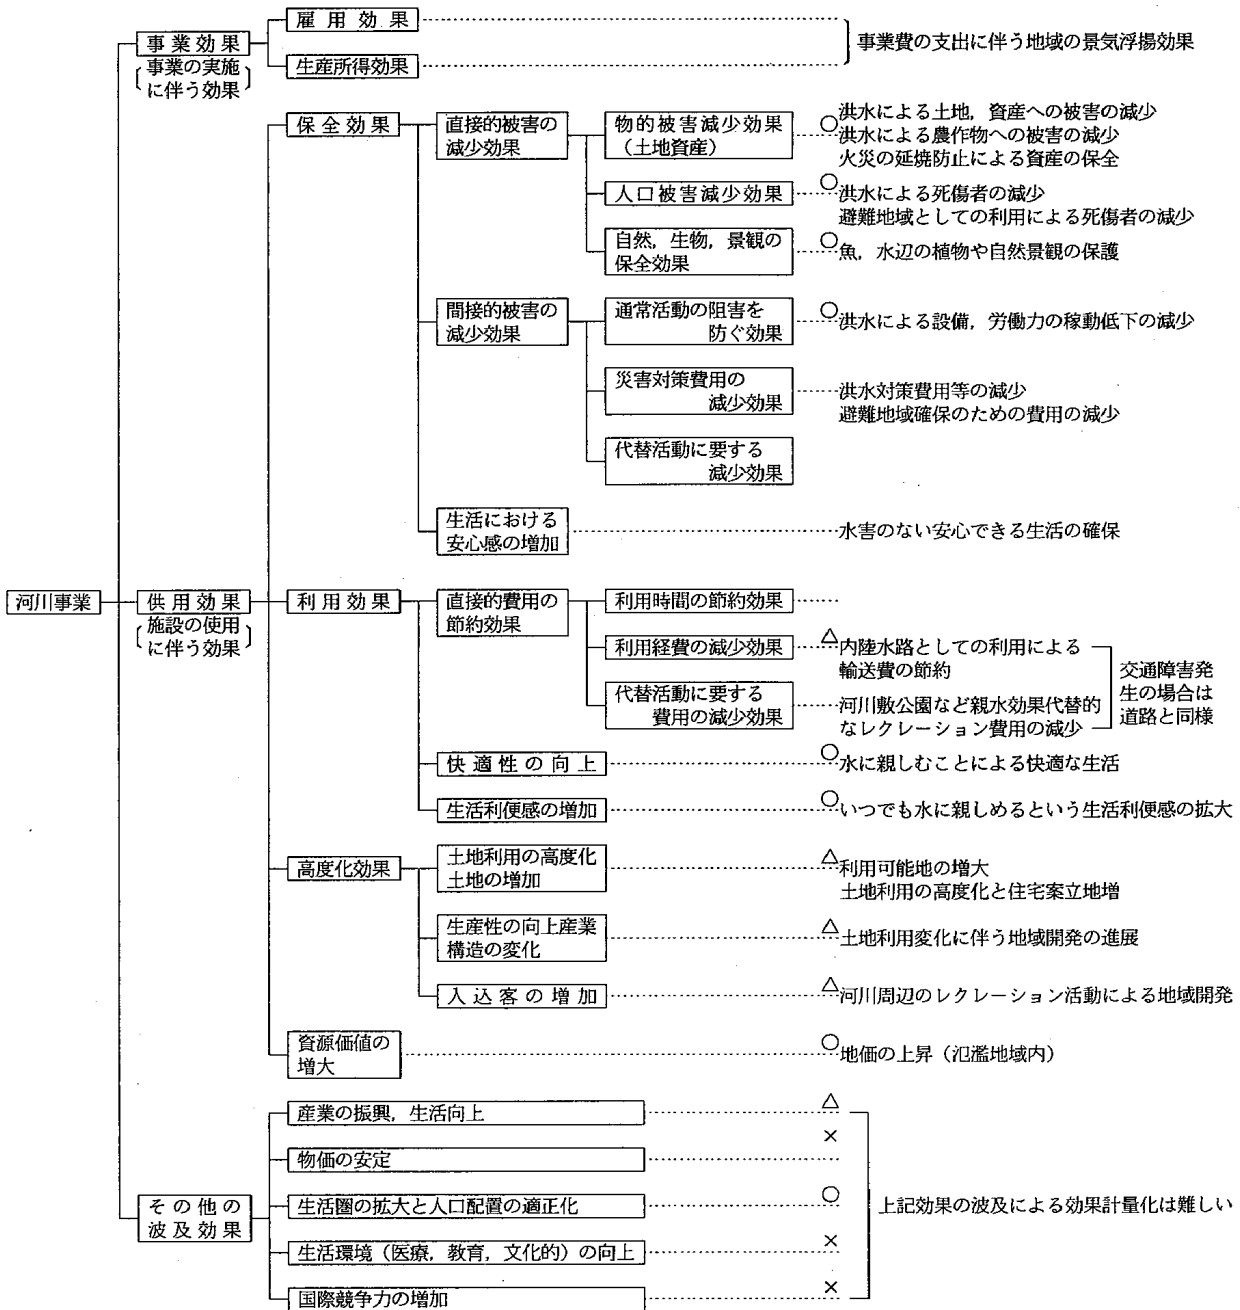 雇用効果
事業効果
事業費の支出に伴う地域の景気浮揚効果
事業の実施
に伴う効果
生産所得効果
保全効果
直接的被害の
減少効果
物的被害減少効果
（土地資産）
○洪水による土地，資産への被害の減少
洪水による農作物への被害の減少
火災の延焼防止による資産の保全
人口被害減少効果
○洪水による死傷者の減少
避難地域としての利用による死傷者の減少
自然，生物，景観の
保全効果
○魚，水辺の植物や自然景観の保護
間接的被害の
減少効果
通常活動の阻害を
防ぐ効果
○洪水による設備，労働力の稼動低下の減少
災害対策費用の
減少効果
洪水対策費用等の減少
避難地域確保のための費用の減少
代替活動に要する
減少効果
生活における
安心感の増加
水害のない安心できる生活の確保
河川事業
供用効果
施設の使用
に伴う効果
利用効果
直接的費用の
節約効果
利用時間の節約効果
利用経費の減少効果
△内陸水路としての利用による
輸送費の節約
代替活動に要する
費用の減少効果
河川敷公園など親水効果代替的
なレクレーション費用の減少
交通障害発
生の場合は
道路と同様
快適性の向上
○水に親しむことによる快適な生活
生活利便感の増加
○いつでも水に親しめるという生活利便感の拡大
高度化効果
土地利用の高度化
土地の増加
△利用可能地の増大
土地利用の高度化と住宅案立地増
生産性の向上産業
構造の変化
△土地利用変化に伴う地域開発の進展
入込客の増加
△河川周辺のレクレーション活動による地域開発
資源価値の
増大
○地価の上昇（氾濫地域内）
産業の振興，生活向上
△
物価の安定
×
その他の
波及効果
生活圏の拡大と人口配置の適正化
○
上記効果の波及による効果計量化は難しい
生活環境（医療，教育，文化的）の向上
×
国際競争力の増加
×